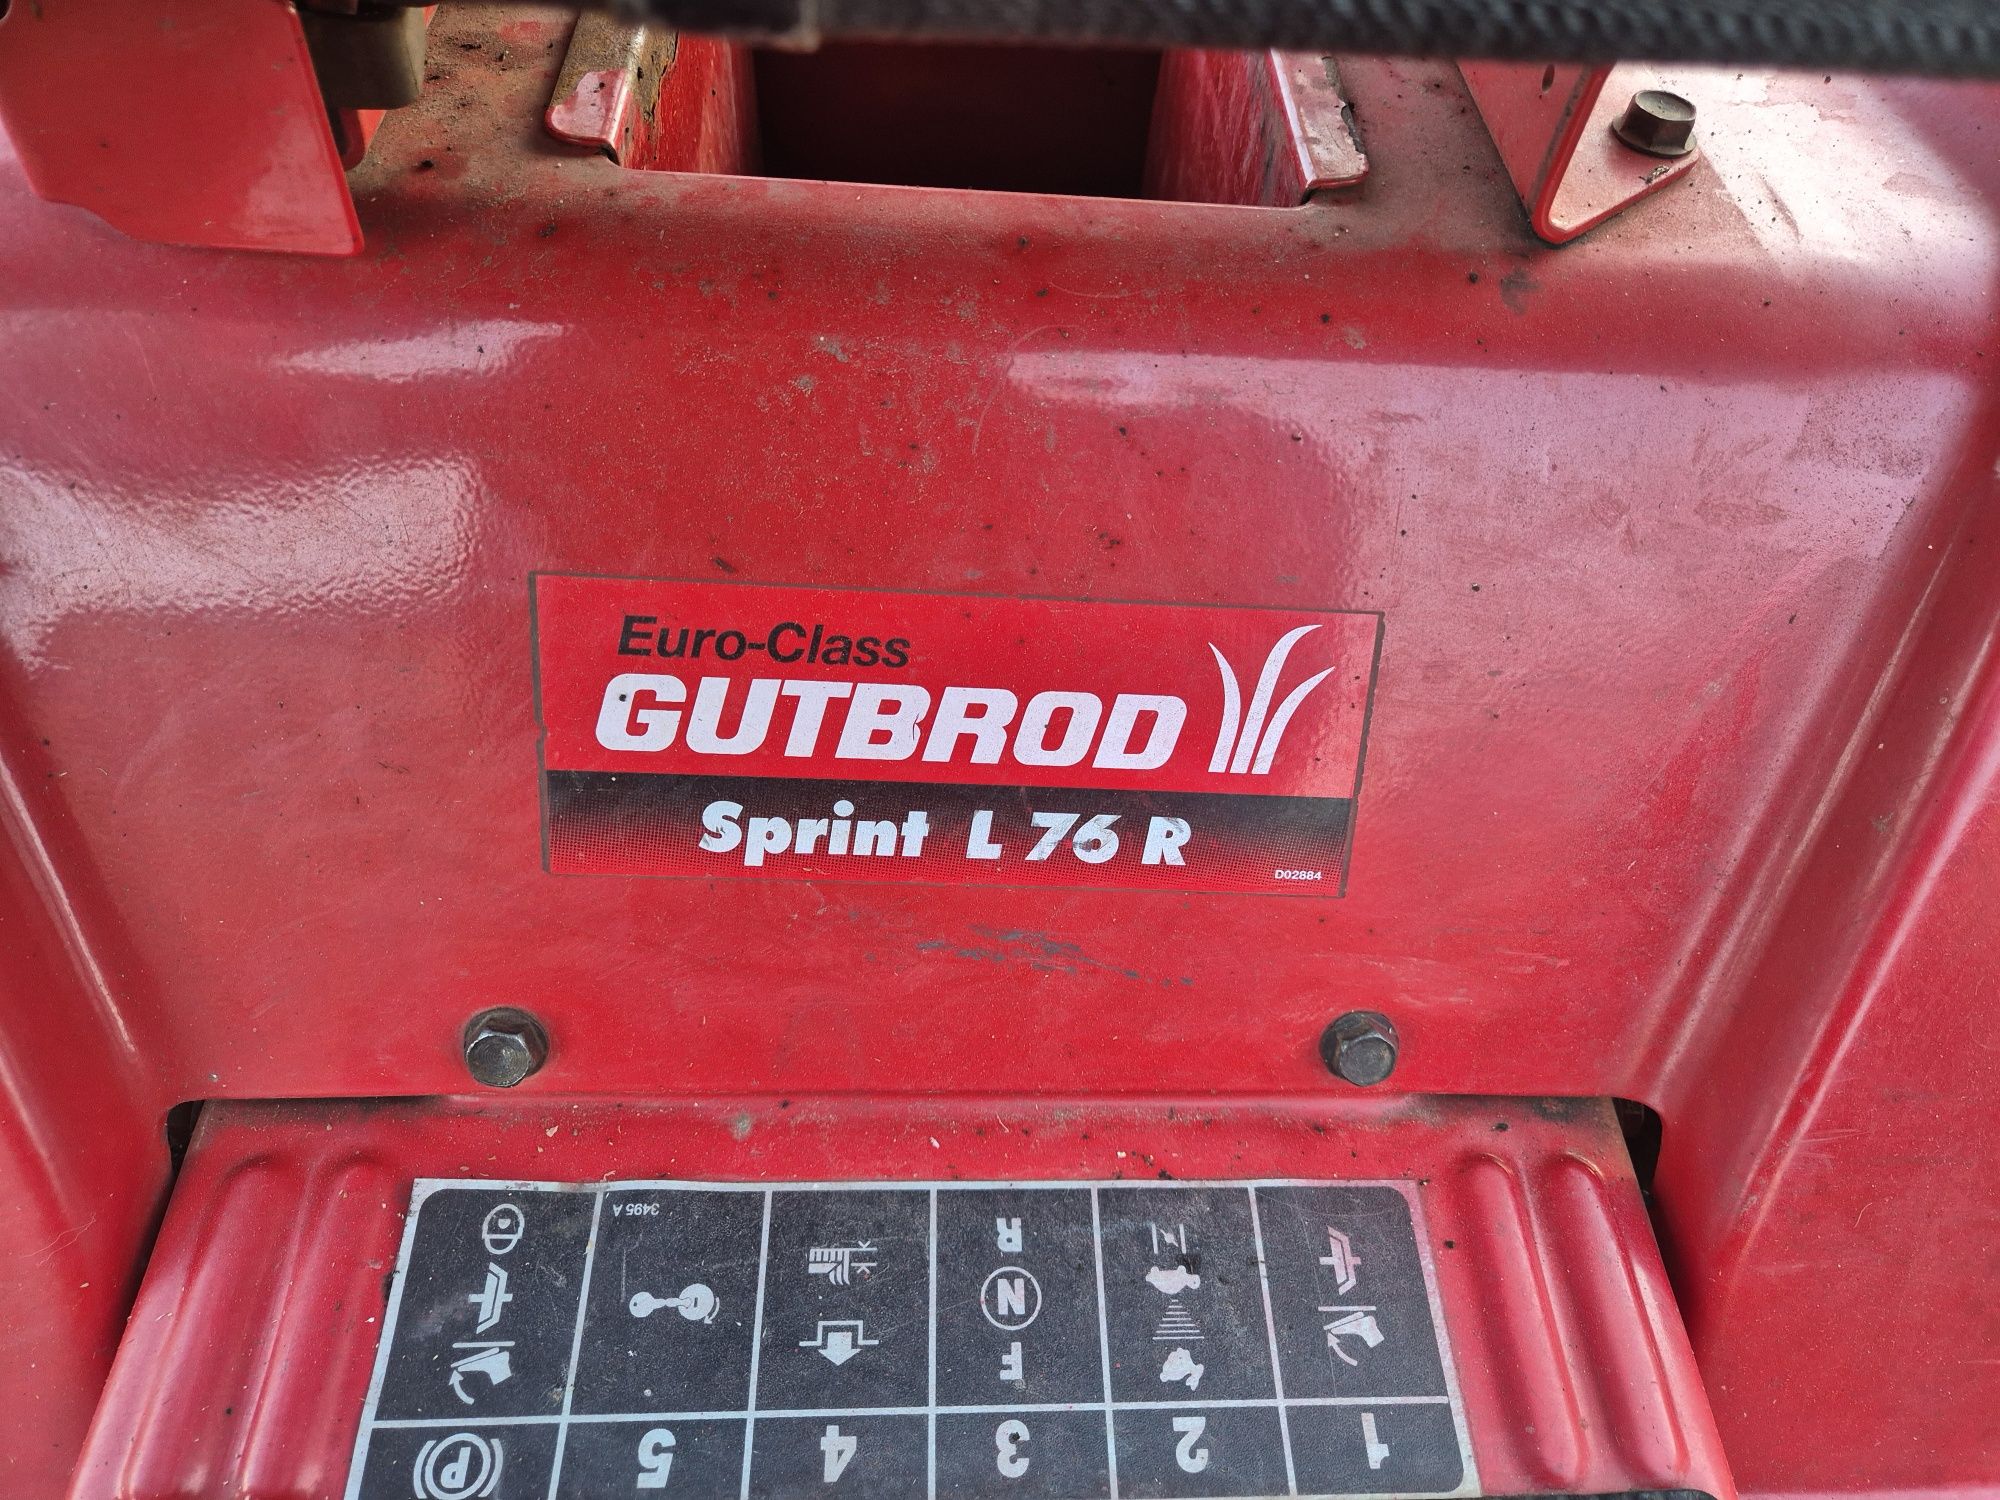 Euro-Class
GUTBROD
Sprint L 76 R
D02884
P 5 4 3 2 1
F
N
R
3495 A